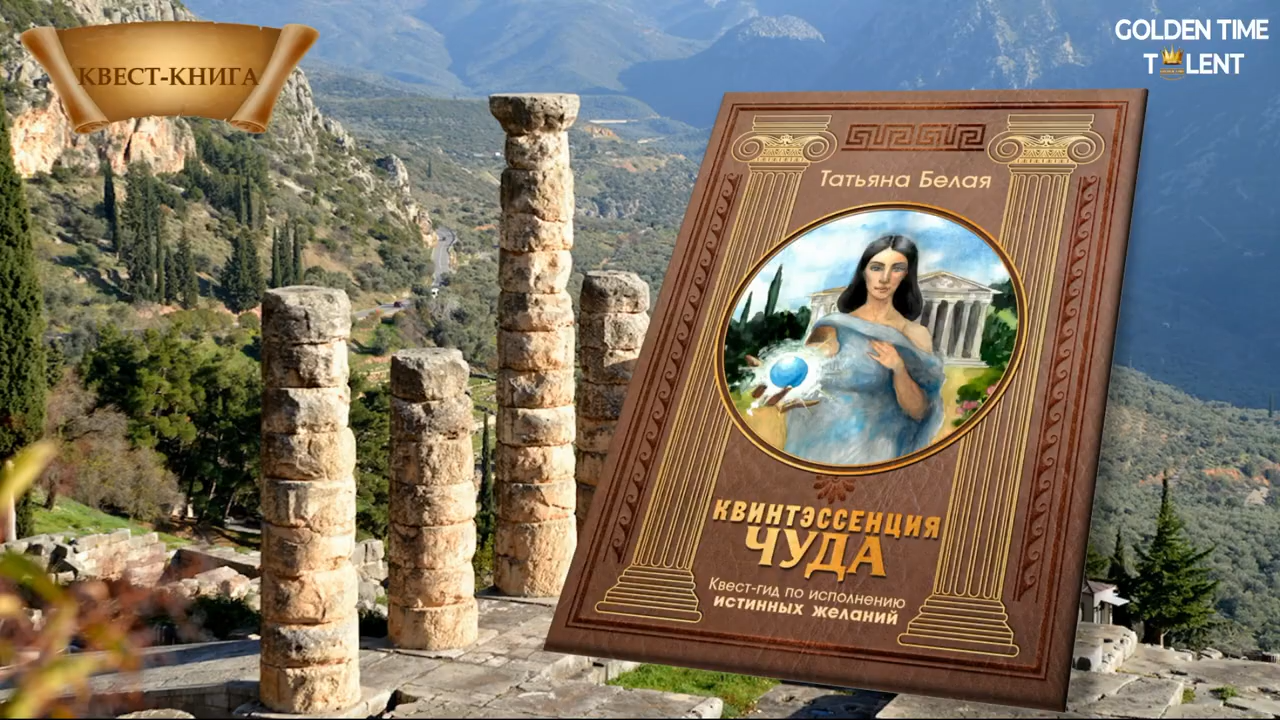 КВЕСТ-КНИГА
GOLDEN TIME
TALENT
Татьяна Белая
КВИНТЭССЕНЦИЯ
ЧУДА
Квест-гид по исполнению
истинных желаний